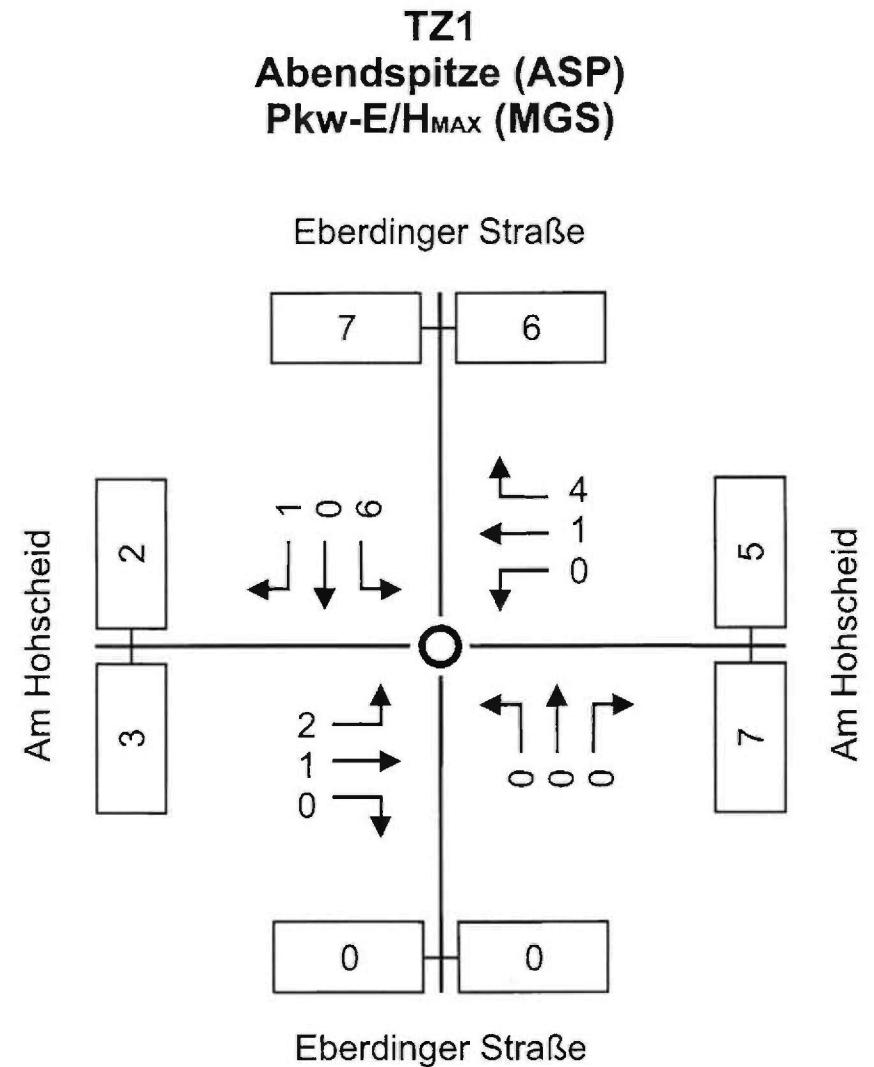 TZ1
Abendspitze (ASP)
Pkw-E/HMAX (MGS)
Eberdinger Straße
7 6
1 0 6
4
1
0
Am Hohscheid
2
3
5
7
Am Hohscheid
2
1
0
0 0 0
0 0
Eberdinger Straße